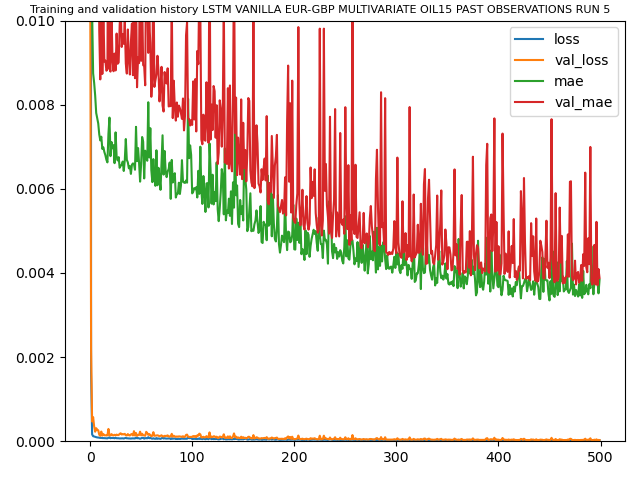 Training and validation history LSTM VANILLA EUR-GBP MULTIVARIATE OIL15 PAST OBSERVATIONS RUN 5
0.010
0.008
0.006
0.004
0.002
0.000
0 100 200 300 400 500
loss
val_loss
mae
val_mae